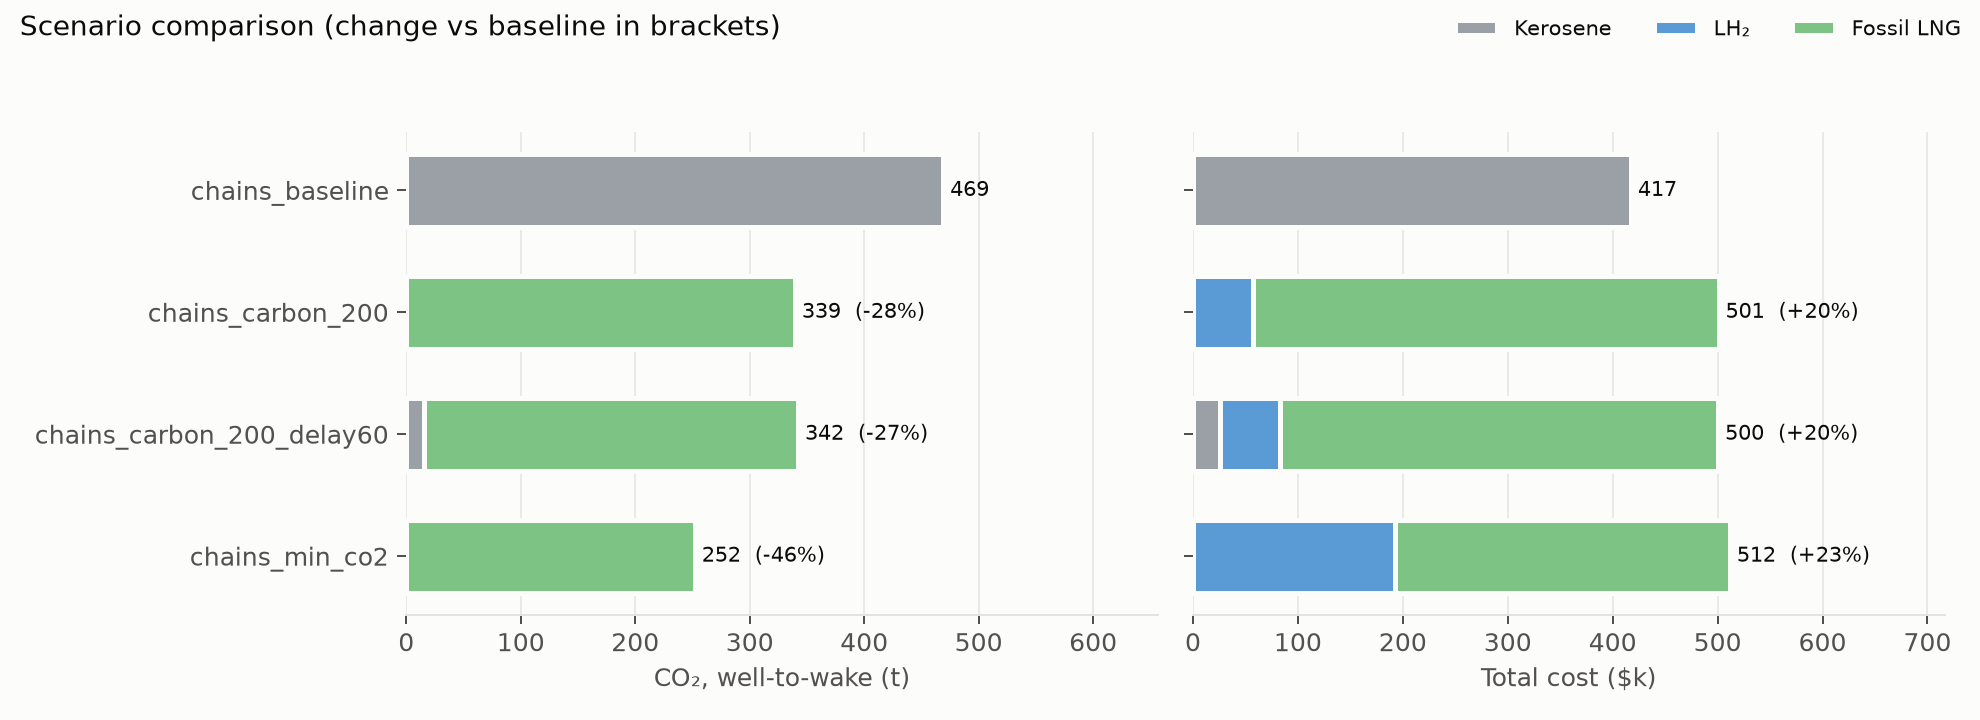 Scenario comparison (change vs baseline in brackets)
Kerosene LH₂ Fossil LNG
chains_baseline 469 417
chains_carbon_200 339 (-28%) 501 (+20%)
chains_carbon_200_delay60 342 (-27%) 500 (+20%)
chains_min_co2 252 (-46%) 512 (+23%)
0 100 200 300 400 500 600 0 100 200 300 400 500 600 700
CO₂, well-to-wake (t) Total cost ($k)